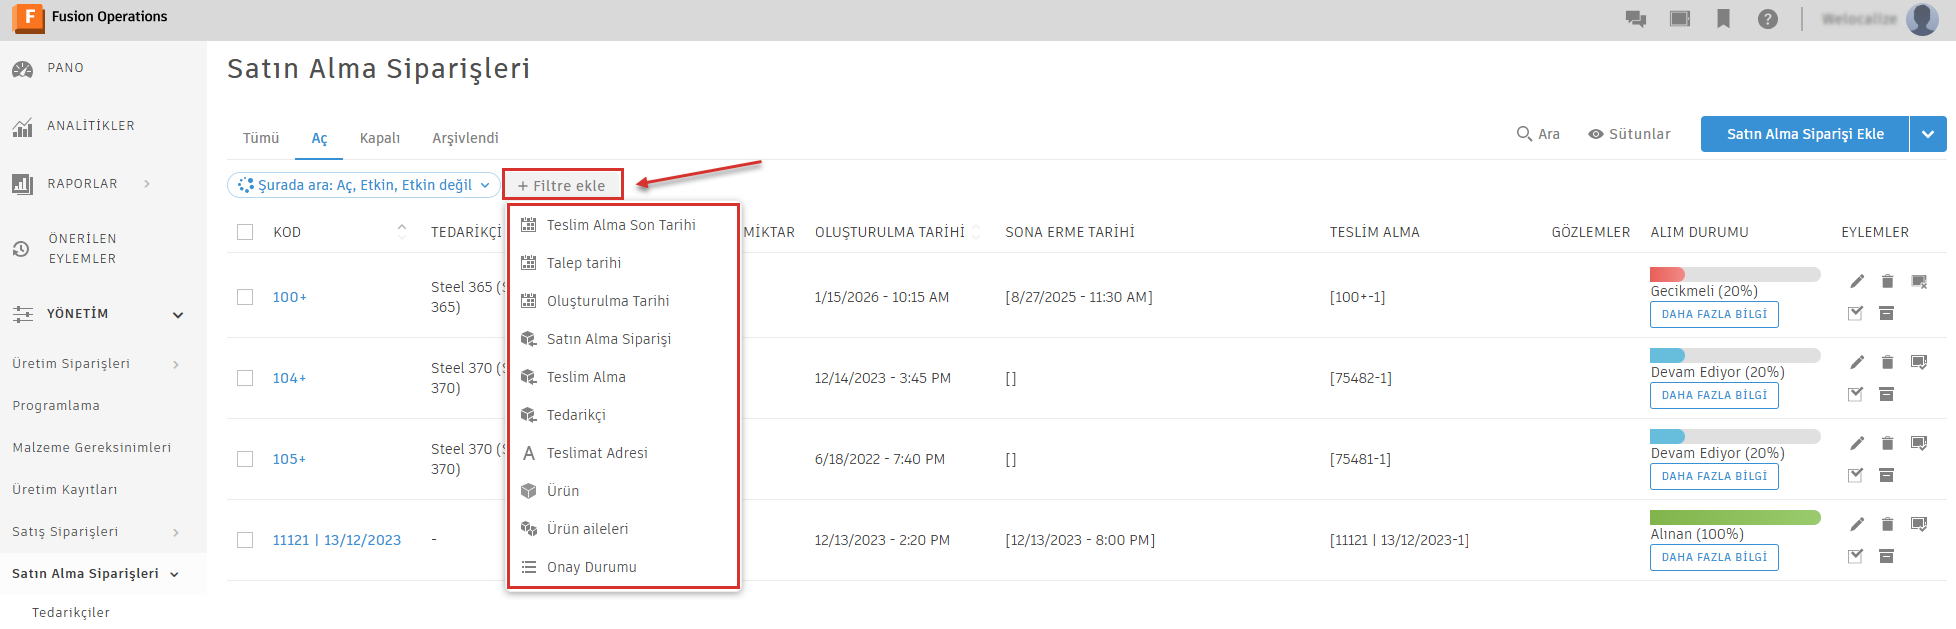 Fusion Operations
PANO
ANALİTİKLER
RAPORLAR
ÖNERİLEN
EYLEMLER
YÖNETİM
Üretim Siparişleri
Programlama
Malzeme Gereksinimleri
Üretim Kayıtları
Satış Siparişleri
Satın Alma Siparişleri
Tedarikçiler
Satın Alma Siparişleri
Tümü Aç Kapalı Arşivlendi
Ara Sütunlar Satın Alma Siparişi Ekle
Şurada ara: Aç, Etkin, Etkin değil + Filtre ekle
Teslim Alma Son Tarihi
Talep tarihi
Oluşturulma Tarihi
Satın Alma Siparişi
Teslim Alma
Tedarikçi
Teslimat Adresi
Ürün
Ürün aileleri
Onay Durumu
KOD TEDARİKÇİ MİKTAR OLUŞTURULMA TARİHİ SONA ERME TARİHİ TESLİM ALMA GÖZLEMLER ALIM DURUMU EYLEMLER
100+ Steel 365 (S
365) 1/15/2026 - 10:15 AM [8/27/2025 - 11:30 AM] [100+-1] Gecikmeli (20%)
DAHA FAZLA BİLGİ
104+ Steel 370 (S
370) 12/14/2023 - 3:45 PM [] [75482-1] Devam Ediyor (20%)
DAHA FAZLA BİLGİ
105+ Steel 370 (S
370) 6/18/2022 - 7:40 PM [] [75481-1] Devam Ediyor (20%)
DAHA FAZLA BİLGİ
11121 | 13/12/2023 - 12/13/2023 - 2:20 PM [12/13/2023 - 8:00 PM] [11121 | 13/12/2023-1] Alınan (100%)
DAHA FAZLA BİLGİ